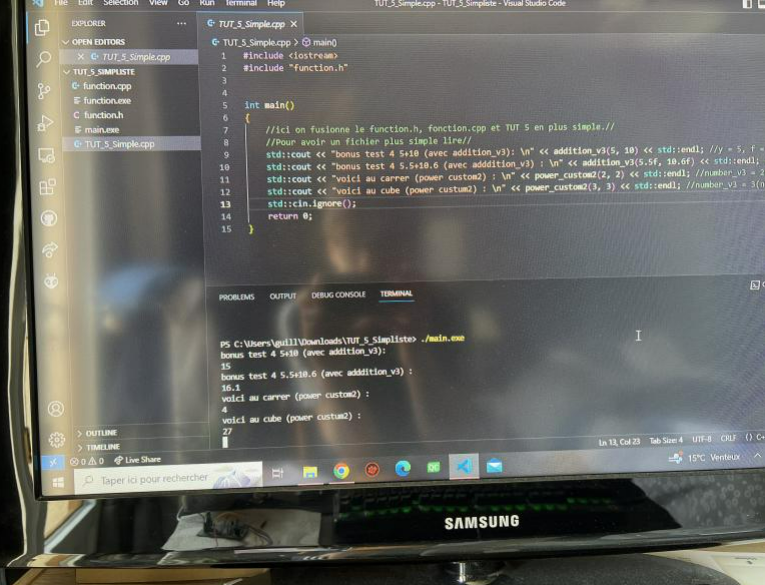 File Edit Selection View Go Run Terminal Help TUT_5_Simple.cpp - TUT_5_Simpliste - Visual Studio Code
EXPLORER
OPEN EDITORS
TUT_5_Simple.cpp
TUT_5_SIMPLISTE
function.cpp
function.exe
function.h
main.exe
TUT_5_Simple.cpp
OUTLINE
TIMELINE
TUT_5_Simple.cpp
TUT_5_Simple.cpp > main()
1 #include <iostream>
2 #include "function.h"
3
4
5 int main()
6 {
7 //ici on fusionne le function.h, fonction.cpp et TUT 5 en plus simple.//
8 //Pour avoir un fichier plus simple lire//
9 std::cout << "bonus test 4 5+10 (avec addition_v3): \n" << addition_v3(5, 10) << std::endl; //y = 5, f =
10 std::cout << "bonus test 4 5.5+10.6 (avec adddition_v3) : \n" << addition_v3(5.5f, 10.6f) << std::endl;
11 std::cout << "voici au carrer (power custom2) : \n" << power_custom2(2, 2) << std::endl; //number_v3 = 2
12 std::cout << "voici au cube (power custum2) : \n" << power_custom2(3, 3) << std::endl; //number_v3 = 3(n
13 std::cin.ignore();
14 return 0;
15 }
PROBLEMS OUTPUT DEBUG CONSOLE TERMINAL
PS C:\Users\guill\Downloads\TUT_5_Simpliste> ./main.exe
bonus test 4 5+10 (avec addition_v3):
15
bonus test 4 5.5+10.6 (avec adddition_v3) :
16.1
voici au carrer (power custom2) :
4
voici au cube (power custum2) :
27
0 0 Live Share Ln 13, Col 23 Tab Size: 4 UTF-8 CRLF {} C+
Taper ici pour rechercher 15°C Venteux
SAMSUNG